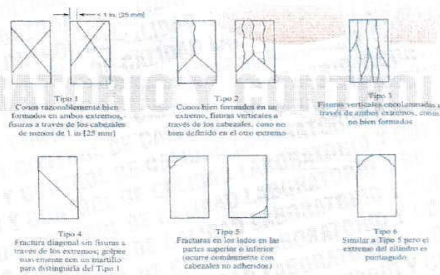 < 1 in. [25 mm]
Tipo 1
Conos razonablemente bien
formados en ambos extremos,
fisuras a través de los cabezales
de menos de 1 in [25 mm]
Tipo 2
Conos bien formados en un
extremo, fisuras verticales a
través de los cabezales, cono no
bien definido en el otro extremo
Tipo 3
Fisuras verticales encolumnadas a
través de ambos extremos, conos
no bien formados
Tipo 4
Fractura diagonal sin fisuras a
través de los extremos; golpee
suavemente con un martillo
para distinguirla del Tipo 1
Tipo 5
Fracturas en los lados en las
partes superior o inferior
(ocurre comúnmente con
cabezales no adheridos)
Tipo 6
Similar a Tipo 5 pero el
extremo del cilindro es
puntiagudo